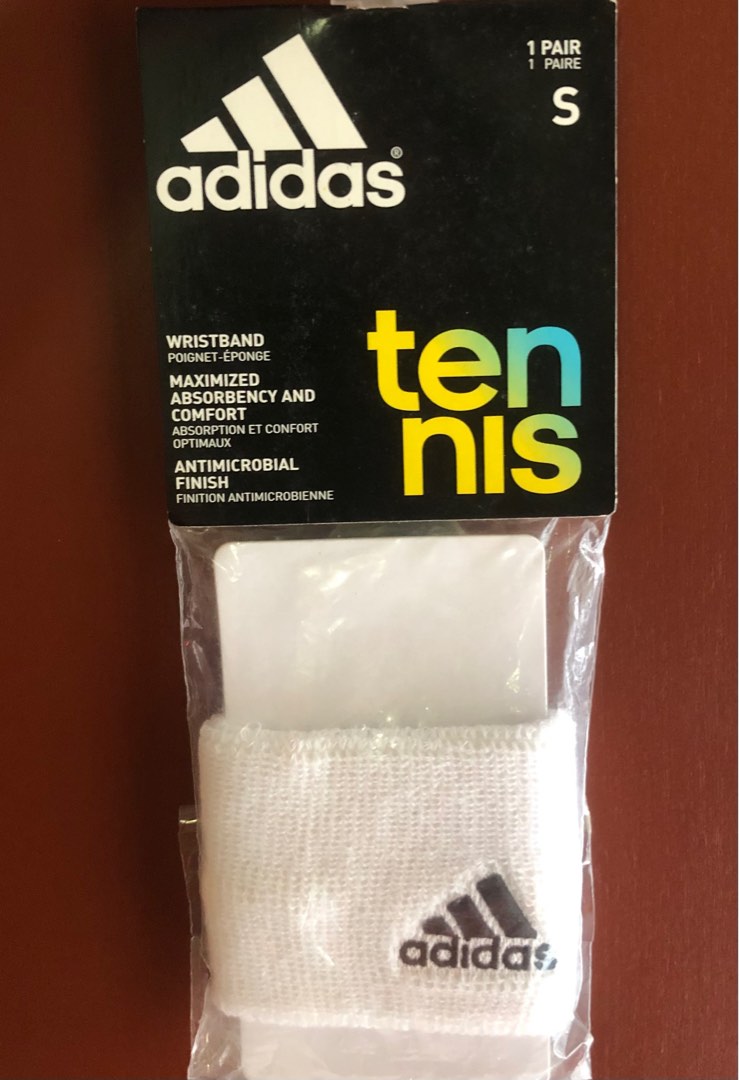 adidas®
1 PAIR
1 PAIRE
S
WRISTBAND
POIGNET-ÉPONGE
MAXIMIZED
ABSORBENCY AND
COMFORT
ABSORPTION ET CONFORT
OPTIMAUX
ANTIMICROBIAL
FINISH
FINITION ANTIMICROBIENNE
ten
nis
adidas